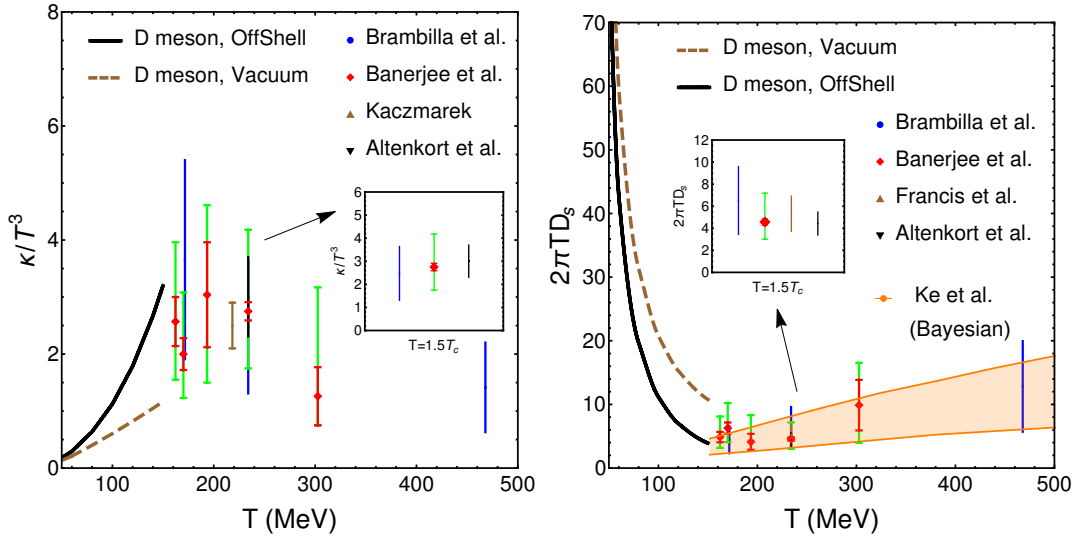 8
6
4
2
0
κ/T³
D meson, OffShell
D meson, Vacuum
Brambilla et al.
Banerjee et al.
Kaczmarek
Altenkort et al.
6
5
4
3
2
1
0
κ/T³
T=1.5T_c
100 200 300 400 500
T (MeV)
70
60
50
40
30
20
10
0
2πTD_s
D meson, Vacuum
D meson, OffShell
Brambilla et al.
Banerjee et al.
Francis et al.
Altenkort et al.
Ke et al.
(Bayesian)
12
10
8
6
4
2
0
2πTD_s
T=1.5T_c
100 200 300 400 500
T (MeV)